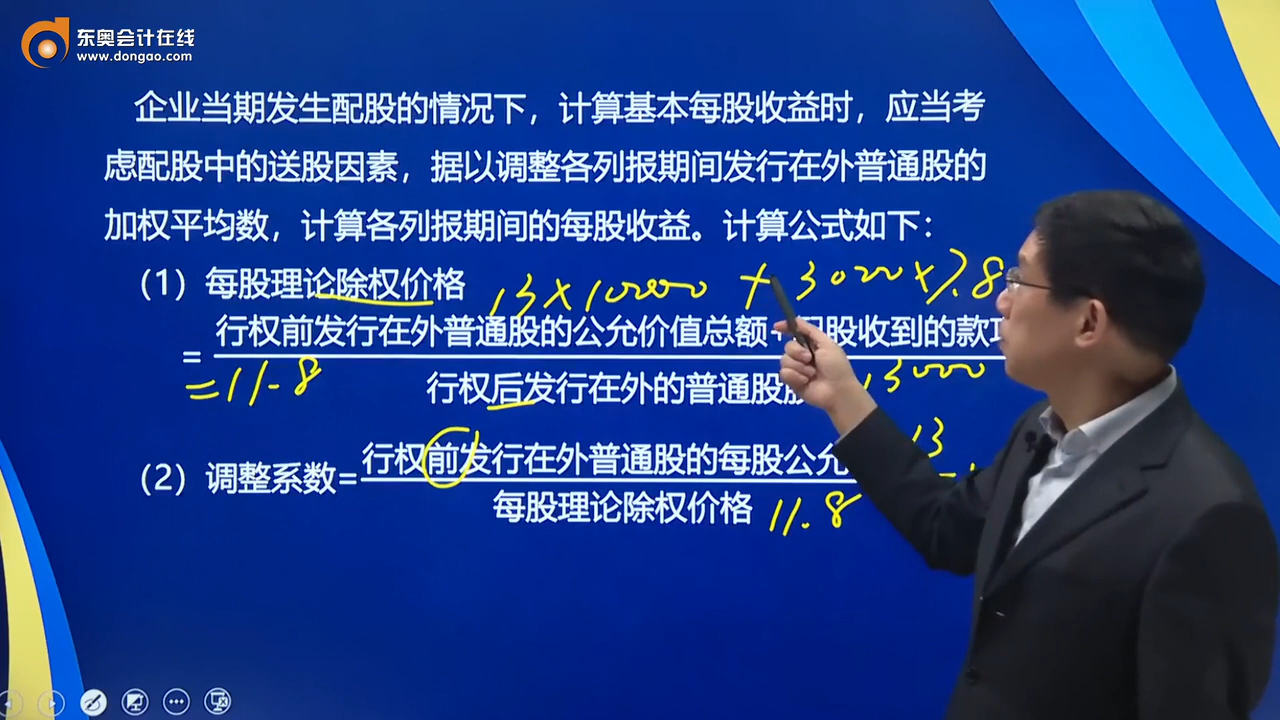 东奥会计在线
www.dongao.com
企业当期发生配股的情况下，计算基本每股收益时，应当考
虑配股中的送股因素，据以调整各列报期间发行在外普通股的
加权平均数，计算各列报期间的每股收益。计算公式如下：
（1）每股理论除权价格
13×10000 + 3000×7.8
=行权前发行在外普通股的公允价值总额+配股收到的款项
=11.8
行权后发行在外的普通股股
13000
13
（2）调整系数=行权前发行在外普通股的每股公允
每股理论除权价格
11.8